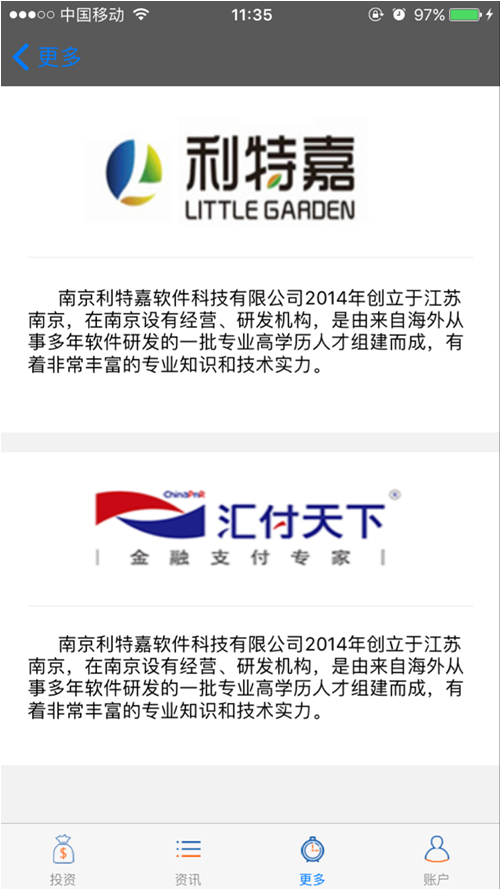 中国移动 11:35 97%
更多
利特嘉
LITTLE GARDEN
南京利特嘉软件科技有限公司2014年创立于江苏
南京，在南京设有经营、研发机构，是由来自海外从
事多年软件研发的一批专业高学历人才组建而成，有
着非常丰富的专业知识和技术实力。
ChinaPnR
汇付天下®
金融支付专家
南京利特嘉软件科技有限公司2014年创立于江苏
南京，在南京设有经营、研发机构，是由来自海外从
事多年软件研发的一批专业高学历人才组建而成，有
着非常丰富的专业知识和技术实力。
投资 资讯 更多 账户